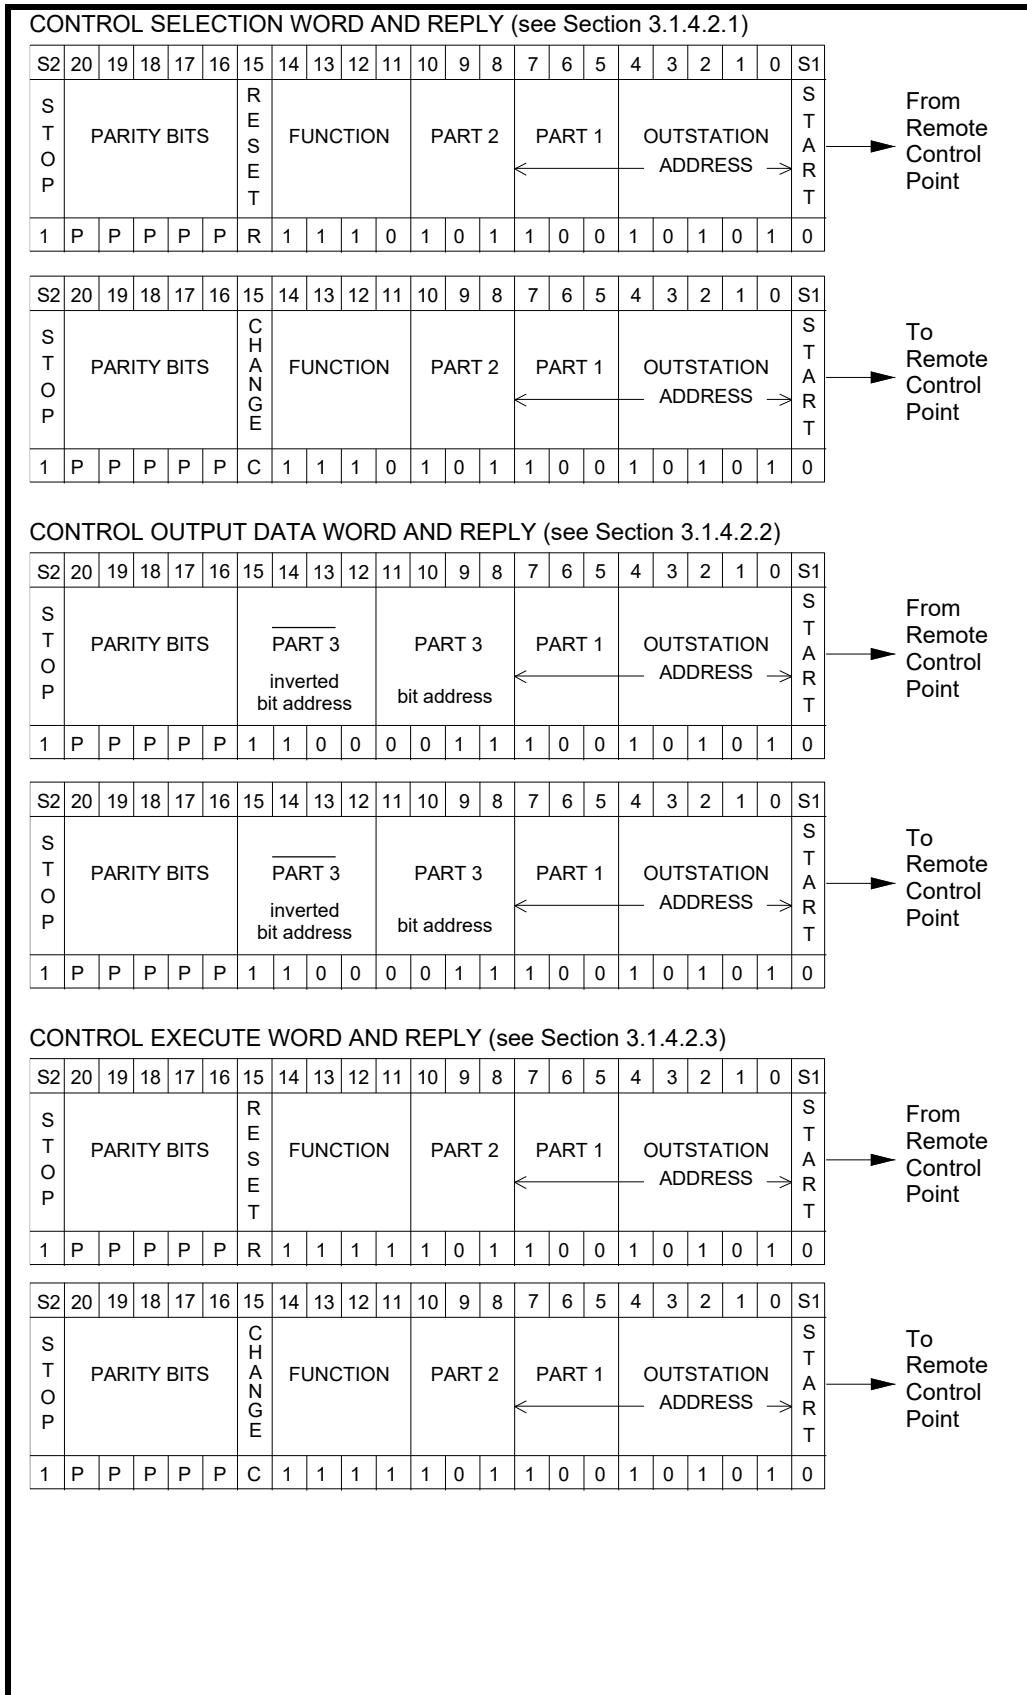 CONTROL SELECTION WORD AND REPLY (see Section 3.1.4.2.1)
S2 20 19 18 17 16 15 14 13 12 11 10 9 8 7 6 5 4 3 2 1 0 S1
STOP PARITY BITS RESET FUNCTION PART 2 PART 1 OUTSTATION ADDRESS START
From
Remote
Control
Point
1 P P P P P R 1 1 1 0 1 0 1 1 0 0 1 0 1 0 1 0
S2 20 19 18 17 16 15 14 13 12 11 10 9 8 7 6 5 4 3 2 1 0 S1
STOP PARITY BITS CHANGE FUNCTION PART 2 PART 1 OUTSTATION ADDRESS START
To
Remote
Control
Point
1 P P P P P C 1 1 1 0 1 0 1 1 0 0 1 0 1 0 1 0
CONTROL OUTPUT DATA WORD AND REPLY (see Section 3.1.4.2.2)
S2 20 19 18 17 16 15 14 13 12 11 10 9 8 7 6 5 4 3 2 1 0 S1
STOP PARITY BITS PART 3 inverted bit address PART 3 bit address PART 1 OUTSTATION ADDRESS START
From
Remote
Control
Point
1 P P P P P 1 1 0 0 0 0 1 1 1 0 0 1 0 1 0 1 0
S2 20 19 18 17 16 15 14 13 12 11 10 9 8 7 6 5 4 3 2 1 0 S1
STOP PARITY BITS PART 3 inverted bit address PART 3 bit address PART 1 OUTSTATION ADDRESS START
To
Remote
Control
Point
1 P P P P P 1 1 0 0 0 0 1 1 1 0 0 1 0 1 0 1 0
CONTROL EXECUTE WORD AND REPLY (see Section 3.1.4.2.3)
S2 20 19 18 17 16 15 14 13 12 11 10 9 8 7 6 5 4 3 2 1 0 S1
STOP PARITY BITS RESET FUNCTION PART 2 PART 1 OUTSTATION ADDRESS START
From
Remote
Control
Point
1 P P P P P R 1 1 1 1 1 0 1 1 0 0 1 0 1 0 1 0
S2 20 19 18 17 16 15 14 13 12 11 10 9 8 7 6 5 4 3 2 1 0 S1
STOP PARITY BITS CHANGE FUNCTION PART 2 PART 1 OUTSTATION ADDRESS START
To
Remote
Control
Point
1 P P P P P C 1 1 1 1 1 0 1 1 0 0 1 0 1 0 1 0